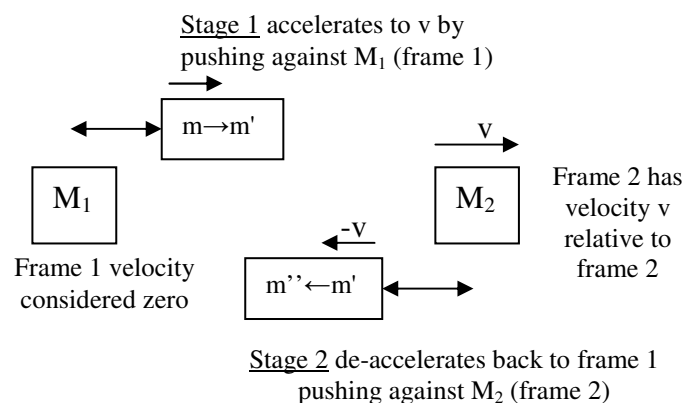 Stage 1 accelerates to v by
pushing against M₁ (frame 1)
m→m'
v
M₁
M₂
Frame 2 has
velocity v
relative to
frame 2
-v
Frame 1 velocity
considered zero
m’’←m'
Stage 2 de-accelerates back to frame 1
pushing against M₂ (frame 2)